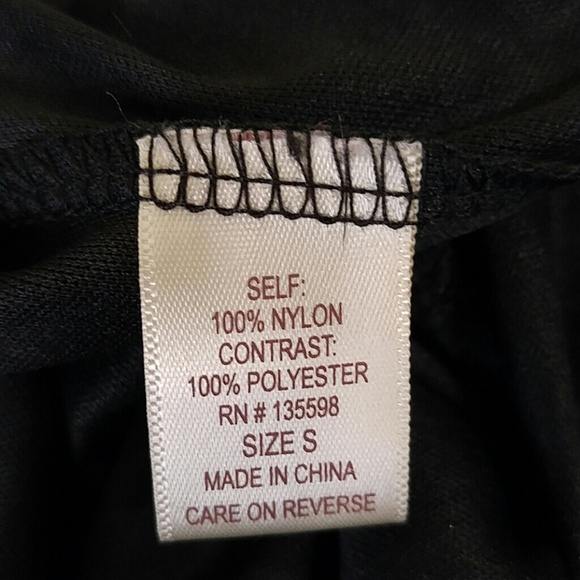 SELF:
100% NYLON
CONTRAST:
100% POLYESTER
RN # 135598
SIZE S
MADE IN CHINA
CARE ON REVERSE